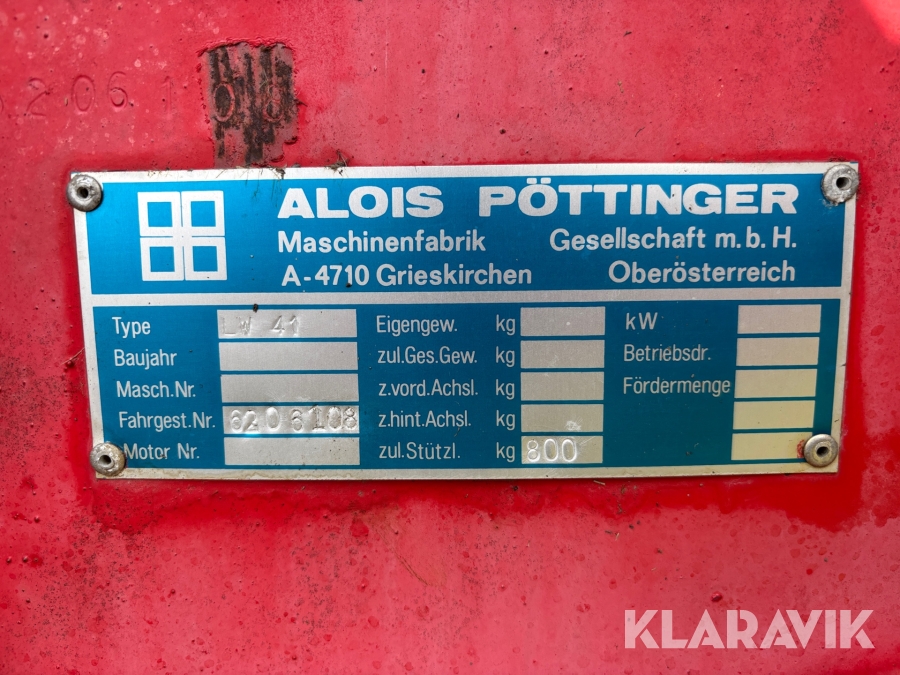 206 1
ALOIS PÖTTINGER
Maschinenfabrik Gesellschaft m.b.H.
A-4710 Grieskirchen Oberösterreich
Type LW 41 Eigengew. kg kW
Baujahr zul.Ges.Gew. kg Betriebsdr.
Masch.Nr. z.vord.Achsl. kg Fördermenge
Fahrgest.Nr. 6206108 z.hint.Achsl. kg
Motor Nr. zul.Stützl. kg 800
KLARAVIK